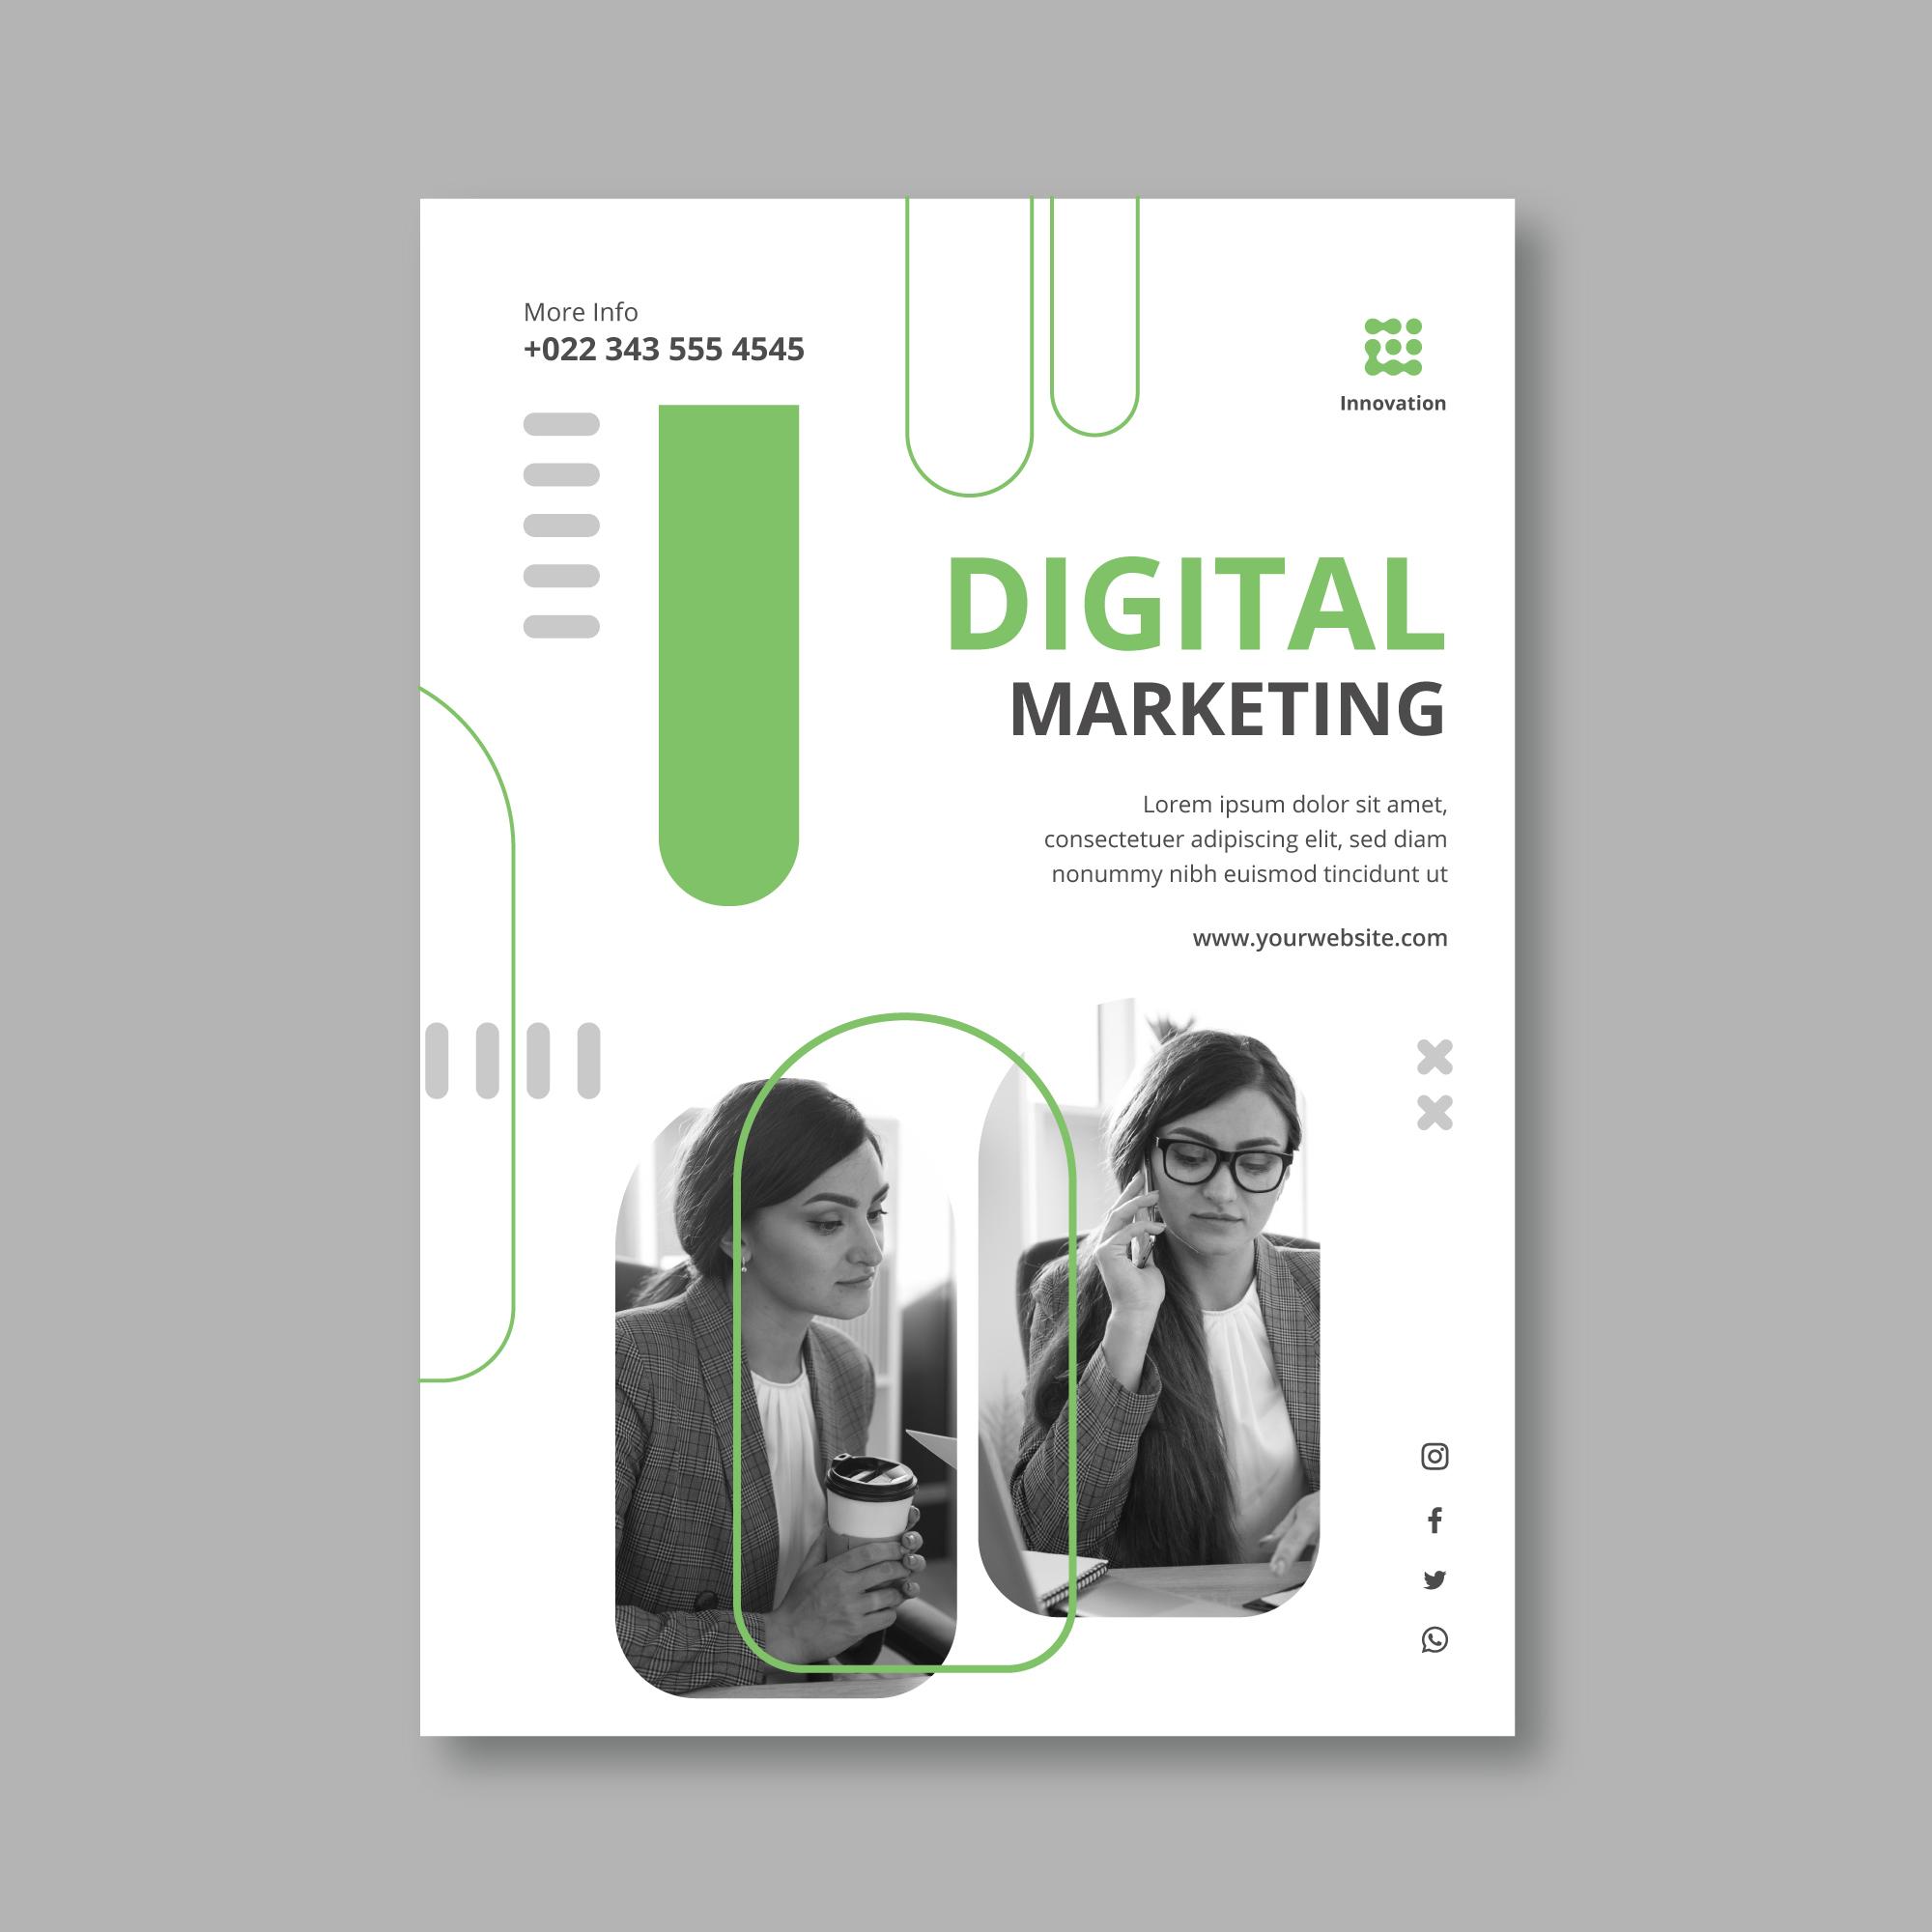 More Info
+022 343 555 4545
Innovation
DIGITAL
MARKETING
Lorem ipsum dolor sit amet,
consectetuer adipiscing elit, sed diam
nonummy nibh euismod tincidunt ut
www.yourwebsite.com